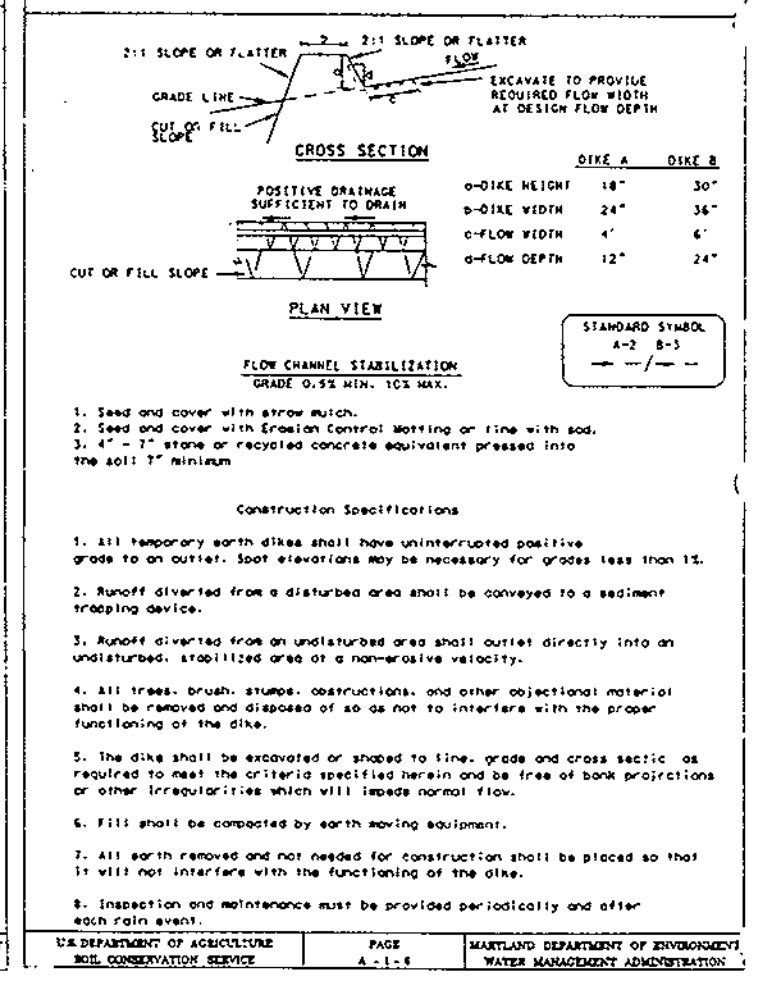 2:1 SLOPE OR FLATTER
2:1 SLOPE OR FLATTER
FLOW
GRADE LINE
EXCAVATE TO PROVIDE
REQUIRED FLOW WIDTH
AT DESIGN FLOW DEPTH
CUT OR FILL
SLOPE
CROSS SECTION
DIKE A DIKE B
a-DIKE HEIGHT 18" 30"
b-DIKE WIDTH 24" 36"
c-FLOW WIDTH 4' 6'
d-FLOW DEPTH 12" 24"
POSITIVE DRAINAGE
SUFFICIENT TO DRAIN
CUT OR FILL SLOPE
PLAN VIEW
STANDARD SYMBOL
A-2 B-3
FLOW CHANNEL STABILIZATION
GRADE 0.5% MIN. 10% MAX.
1. Seed and cover with straw mulch.
2. Seed and cover with Erosion Control Matting or line with sod.
3. 4" - 7" stone or recycled concrete equivalent pressed into
the soil 7" minimum
Construction Specifications
1. All temporary earth dikes shall have uninterrupted positive
grade to an outlet. Spot elevations may be necessary for grades less than 1%.
2. Runoff diverted from a disturbed area shall be conveyed to a sediment
trapping device.
3. Runoff diverted from an undisturbed area shall outlet directly into an
undisturbed, stabilized area at a non-erosive velocity.
4. All trees, brush, stumps, obstructions, and other objectional material
shall be removed and disposed of so as not to interfere with the proper
functioning of the dike.
5. The dike shall be excavated or shaped to line, grade and cross sectic as
required to meet the criteria specified herein and be free of bank projrctions
or other irregularities which will impede normal flow.
6. Fill shall be compacted by earth moving equipment.
7. All earth removed and not needed for construction shall be placed so that
it will not interfere with the functioning of the dike.
8. Inspection and maintenance must be provided periodically and after
each rain event.
U.S. DEPARTMENT OF AGRICULTURE
SOIL CONSERVATION SERVICE
PAGE
A - 1 - 6
MARYLAND DEPARTMENT OF ENVIRONMENT
WATER MANAGEMENT ADMINISTRATION